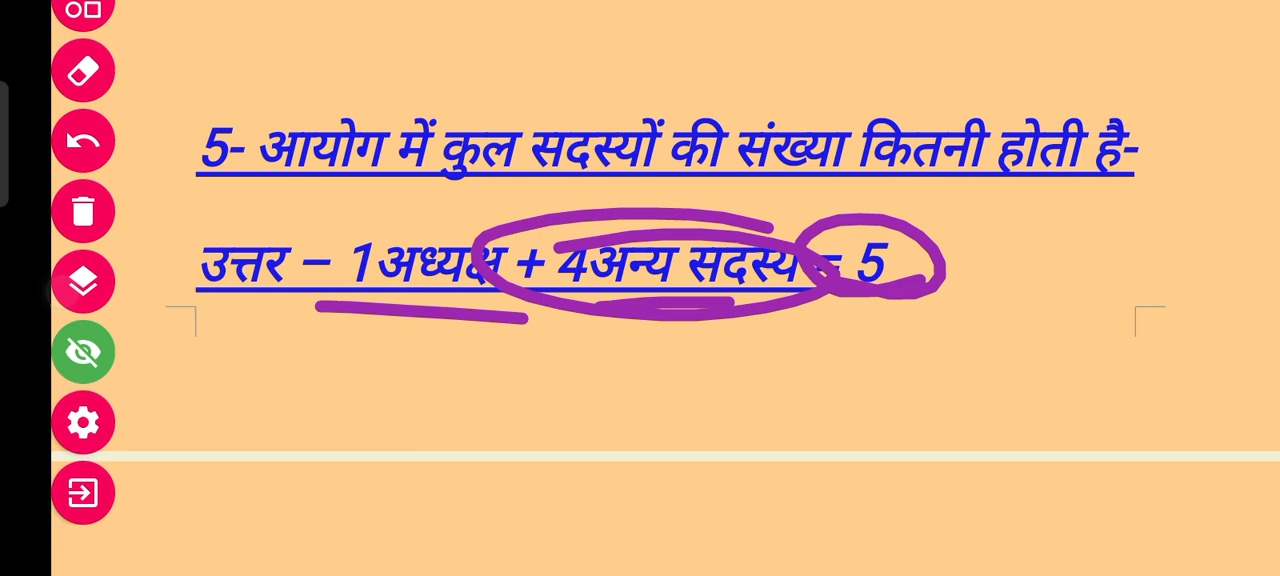 5- आयोग में कुल सदस्यों की संख्या कितनी होती है-
उत्तर – 1अध्यक्ष + 4अन्य सदस्य = 5